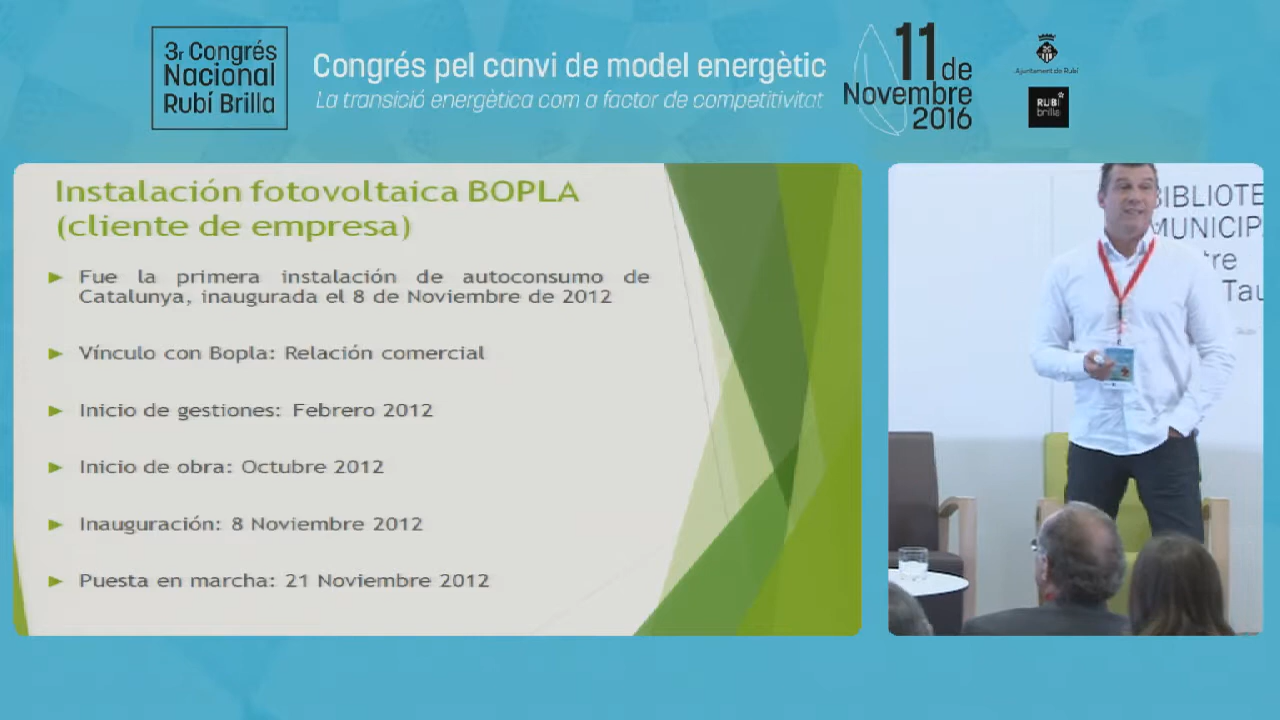 3r Congrés
Nacional
Rubí Brilla
Congrés pel canvi de model energètic
La transició energètica com a factor de competitivitat
11 de
Novembre
2016
Ajuntament de Rubí
RUBÍ
brilla
Instalación fotovoltaica BOPLA
(cliente de empresa)
Fue la primera instalación de autoconsumo de
Catalunya, inaugurada el 8 de Noviembre de 2012
Vínculo con Bopla: Relación comercial
Inicio de gestiones: Febrero 2012
Inicio de obra: Octubre 2012
Inauguración: 8 Noviembre 2012
Puesta en marcha: 21 Noviembre 2012
BIBLIOTE
MUNICIPA
tre
Tau